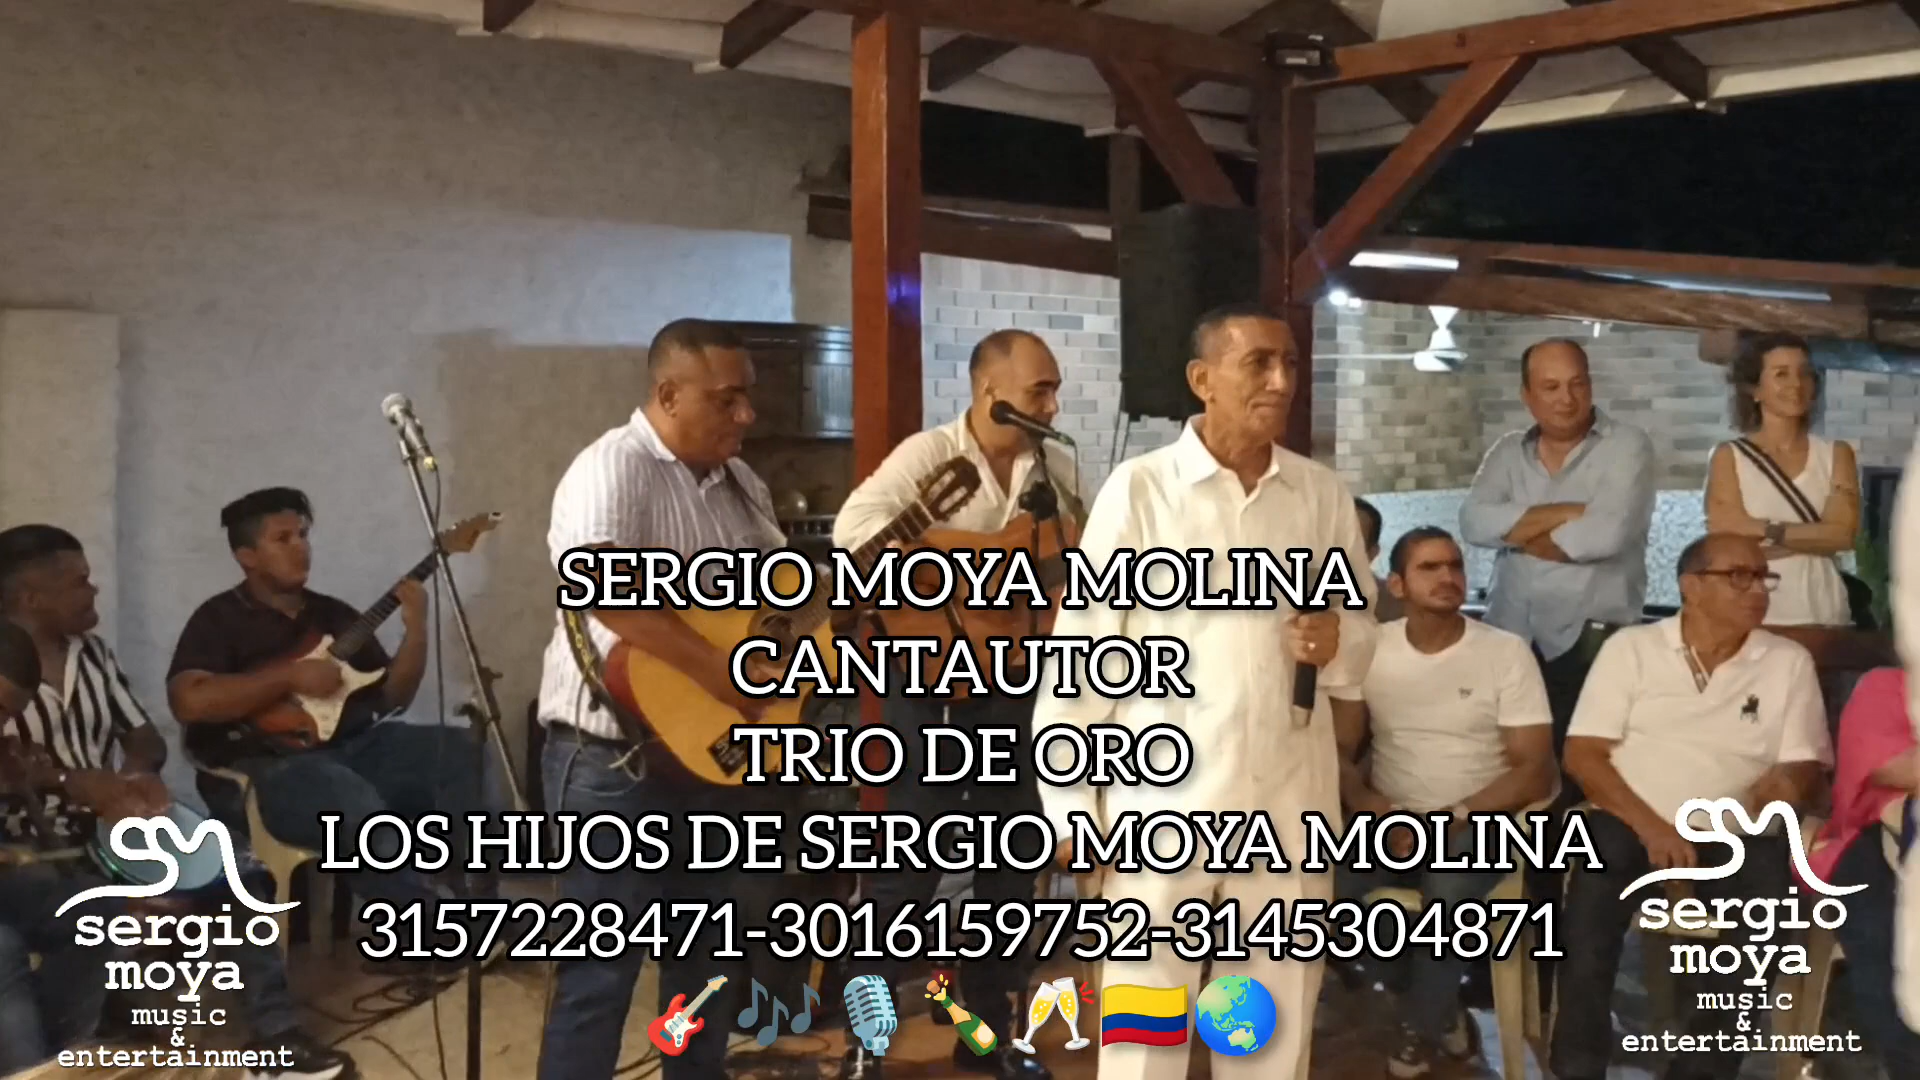 SERGIO MOYA MOLINA
CANTAUTOR
TRIO DE ORO
LOS HIJOS DE SERGIO MOYA MOLINA
3157228471-3016159752-3145304871
sergio
moya
music
&
entertainment
sergio
moya
music
&
entertainment